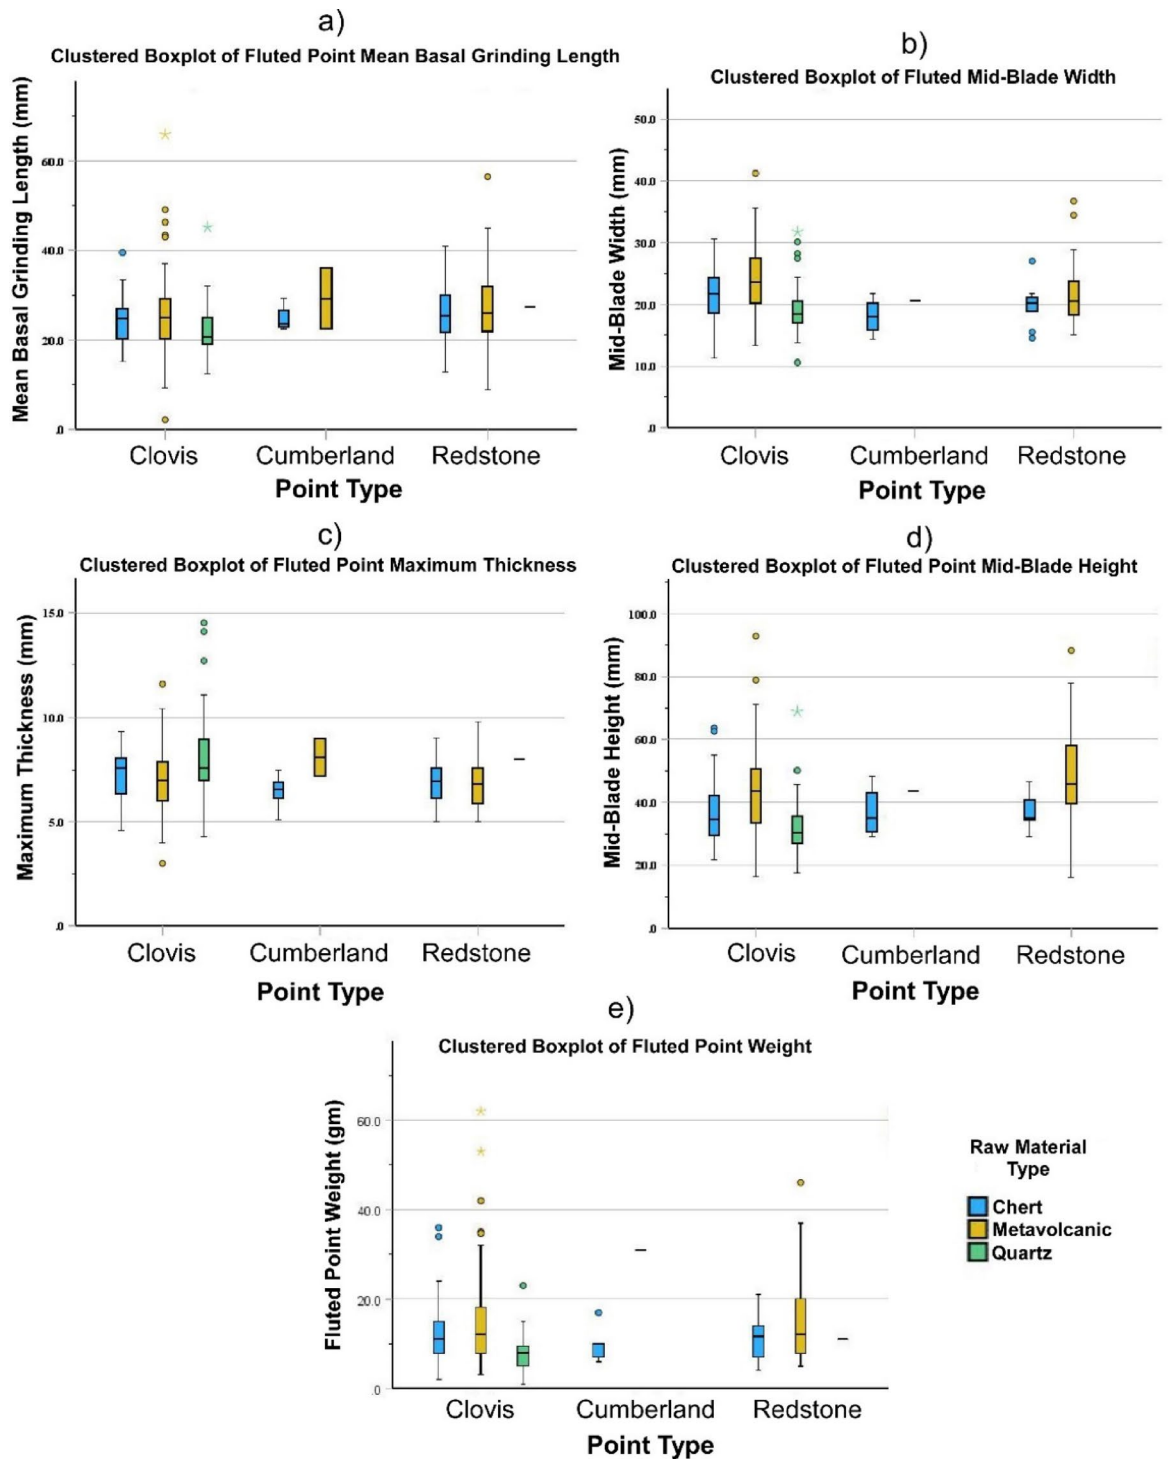 a)
Clustered Boxplot of Fluted Point Mean Basal Grinding Length
Mean Basal Grinding Length (mm)
60.0
40.0
20.0
.0
Clovis Cumberland Redstone
Point Type
b)
Clustered Boxplot of Fluted Mid-Blade Width
Mid-Blade Width (mm)
50.0
40.0
30.0
20.0
10.0
.0
Clovis Cumberland Redstone
Point Type
c)
Clustered Boxplot of Fluted Point Maximum Thickness
Maximum Thickness (mm)
15.0
10.0
5.0
.0
Clovis Cumberland Redstone
Point Type
d)
Clustered Boxplot of Fluted Point Mid-Blade Height
Mid-Blade Height (mm)
100.0
80.0
60.0
40.0
20.0
.0
Clovis Cumberland Redstone
Point Type
e)
Clustered Boxplot of Fluted Point Weight
Fluted Point Weight (gm)
60.0
40.0
20.0
.0
Clovis Cumberland Redstone
Point Type
Raw Material
Type
Chert
Metavolcanic
Quartz